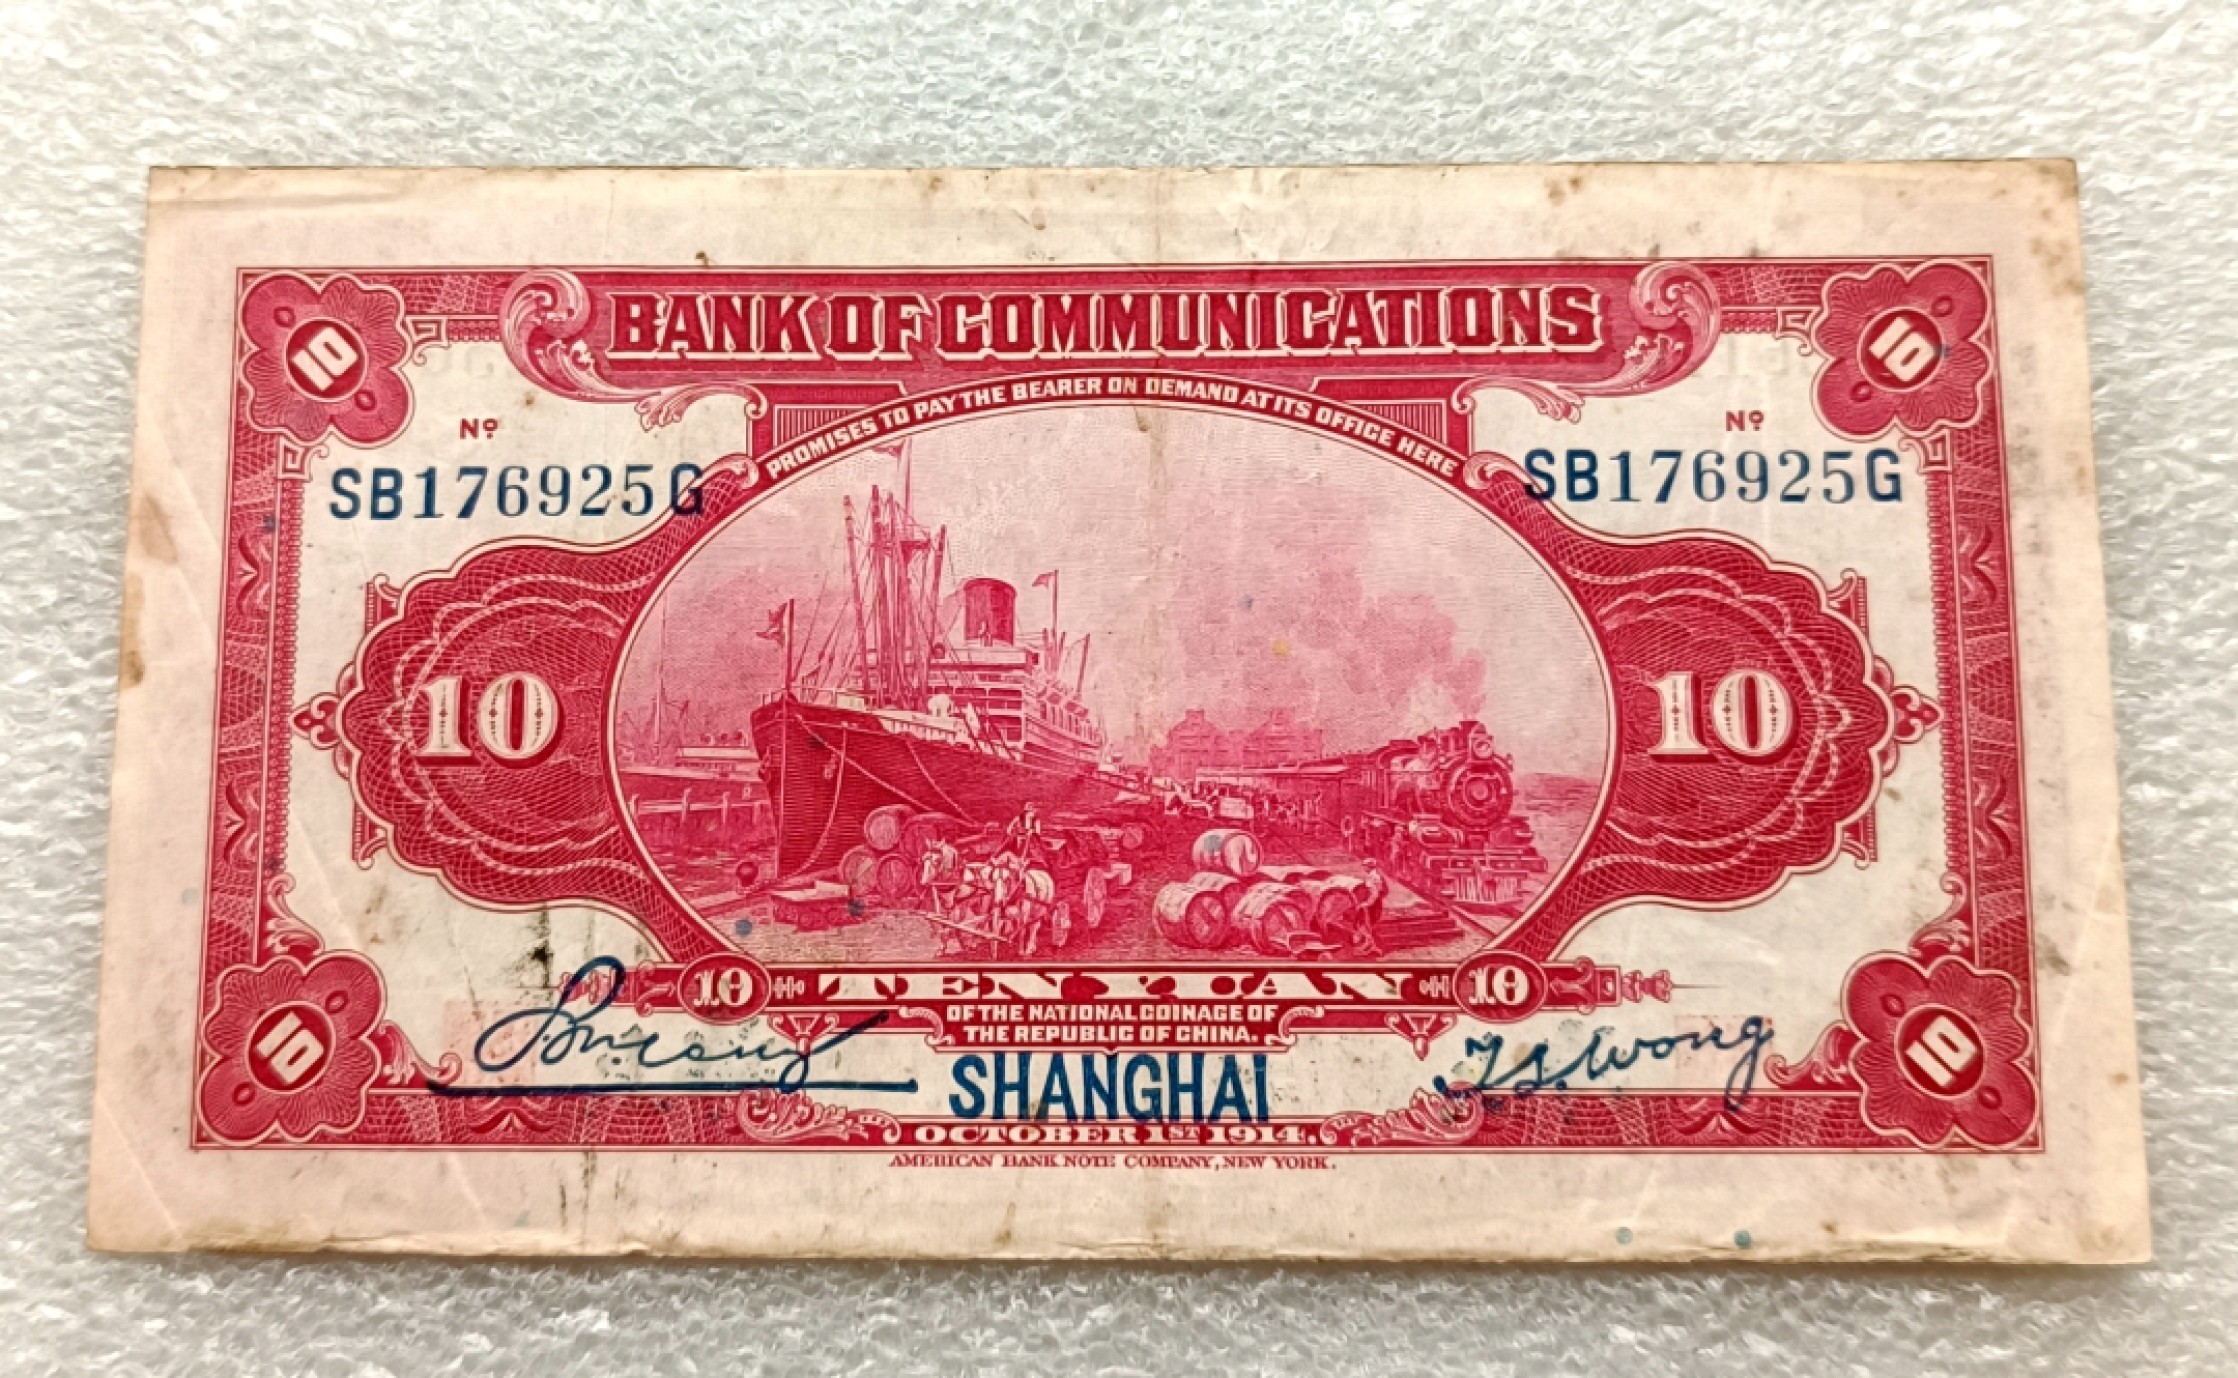 10 BANK OF COMMUNICATIONS 10
PROMISES TO PAY THE BEARER ON DEMAND AT ITS OFFICE HERE
Nº Nº
SB176925G SB176925G
10 10
10 TEN YUAN 10
OF THE NATIONAL COINAGE OF
THE REPUBLIC OF CHINA.
T.S. Wong
10 SHANGHAI 10
OCTOBER 1ST 1914.
AMERICAN BANK NOTE COMPANY, NEW YORK.